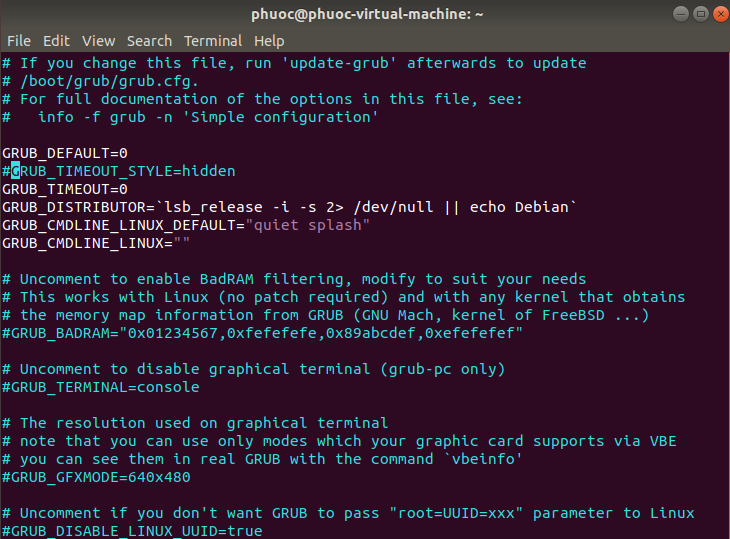 phuoc@phuoc-virtual-machine: ~
File Edit View Search Terminal Help
# If you change this file, run 'update-grub' afterwards to update
# /boot/grub/grub.cfg.
# For full documentation of the options in this file, see:
#   info -f grub -n 'Simple configuration'

GRUB_DEFAULT=0
#GRUB_TIMEOUT_STYLE=hidden
GRUB_TIMEOUT=0
GRUB_DISTRIBUTOR=`lsb_release -i -s 2> /dev/null || echo Debian`
GRUB_CMDLINE_LINUX_DEFAULT="quiet splash"
GRUB_CMDLINE_LINUX=""

# Uncomment to enable BadRAM filtering, modify to suit your needs
# This works with Linux (no patch required) and with any kernel that obtains
# the memory map information from GRUB (GNU Mach, kernel of FreeBSD ...)
#GRUB_BADRAM="0x01234567,0xfefefefe,0x89abcdef,0xefefefef"

# Uncomment to disable graphical terminal (grub-pc only)
#GRUB_TERMINAL=console

# The resolution used on graphical terminal
# note that you can use only modes which your graphic card supports via VBE
# you can see them in real GRUB with the command `vbeinfo'
#GRUB_GFXMODE=640x480

# Uncomment if you don't want GRUB to pass "root=UUID=xxx" parameter to Linux
#GRUB_DISABLE_LINUX_UUID=true